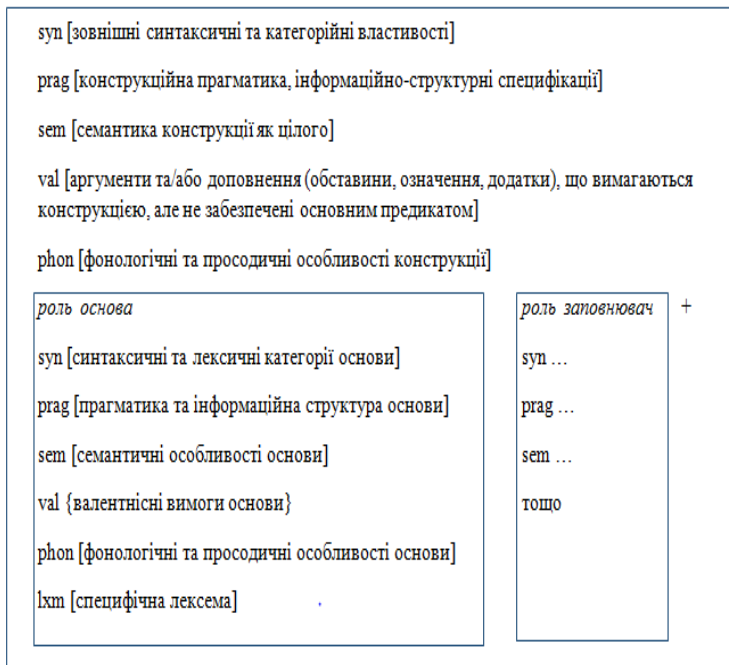 syn [зовнішні синтаксичні та категорійні властивості]
prag [конструкційна прагматика, інформаційно-структурні специфікації]
sem [семантика конструкції як цілого]
val [аргументи та/або доповнення (обставини, означення, додатки), що вимагаються
конструкцією, але не забезпечені основним предикатом]
phon [фонологічні та просодичні особливості конструкції]
роль основа
syn [синтаксичні та лексичні категорії основи]
prag [прагматика та інформаційна структура основи]
sem [семантичні особливості основи]
val {валентнісні вимоги основи}
phon [фонологічні та просодичні особливості основи]
lxm [специфічна лексема]
роль заповнювач +
syn ...
prag ...
sem ...
тощо